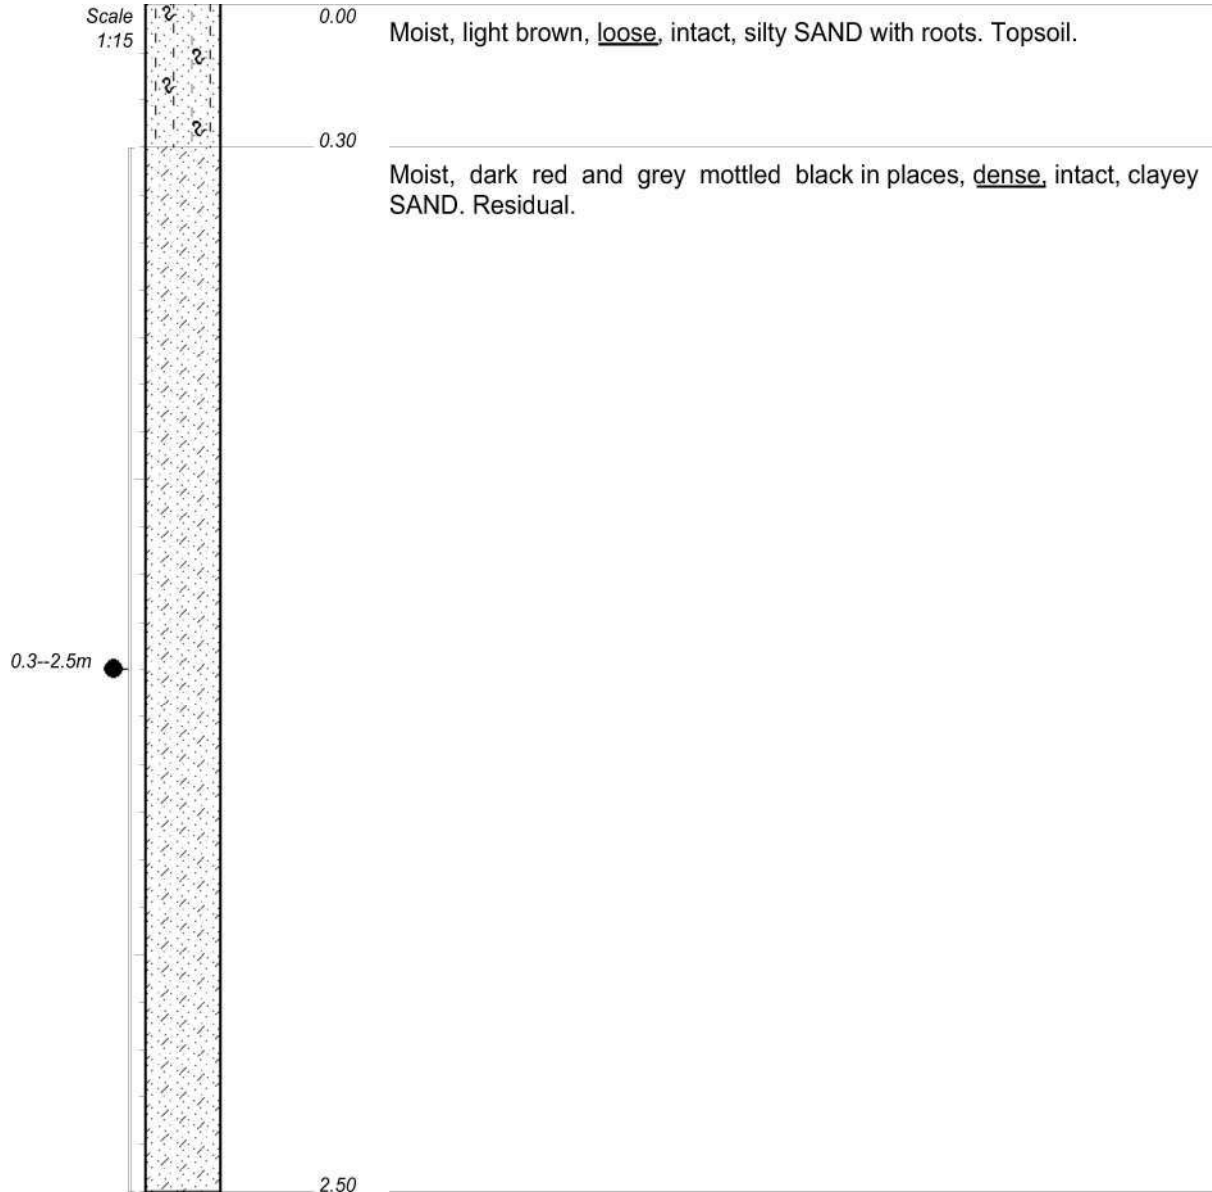 Scale
1:15
0.00
Moist, light brown, loose, intact, silty SAND with roots. Topsoil.
0.30
Moist, dark red and grey mottled black in places, dense, intact, clayey
SAND. Residual.
0.3--2.5m
2.50